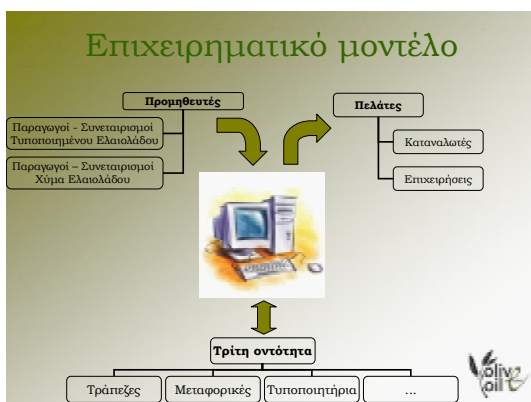 Επιχειρηματικό μοντέλο
Προμηθευτές
Πελάτες
Παραγωγοί - Συνεταιρισμοί
Τυποποιημένου Ελαιολάδου
Καταναλωτές
Παραγωγοί – Συνεταιρισμοί
Χύμα Ελαιολάδου
Επιχειρήσεις
Τρίτη οντότητα
Τράπεζες
Μεταφορικές
Τυποποιητήρια
...
olive
oil